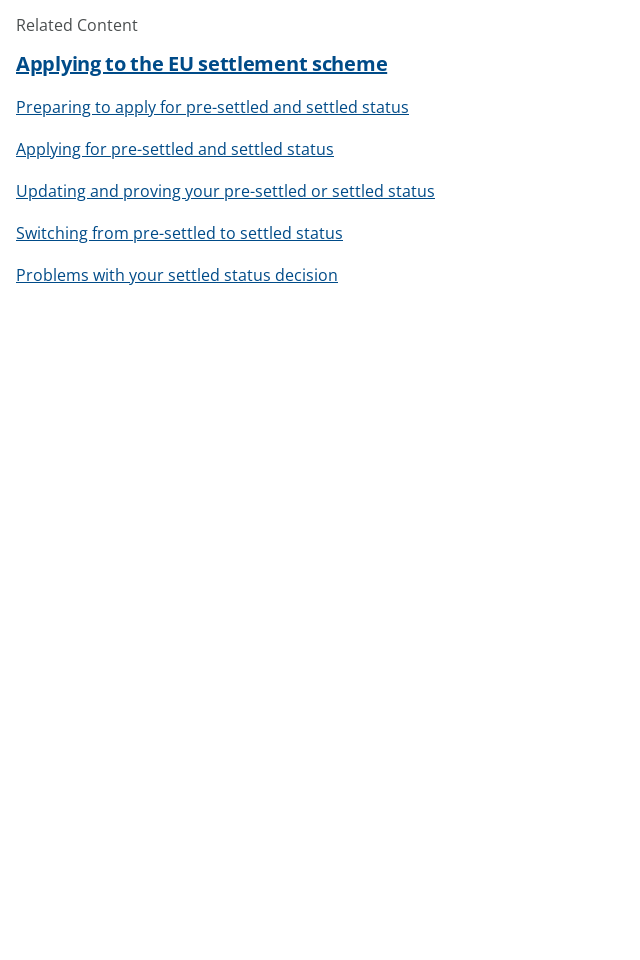 Related Content
Applying to the EU settlement scheme
Preparing to apply for pre-settled and settled status
Applying for pre-settled and settled status
Updating and proving your pre-settled or settled status
Switching from pre-settled to settled status
Problems with your settled status decision